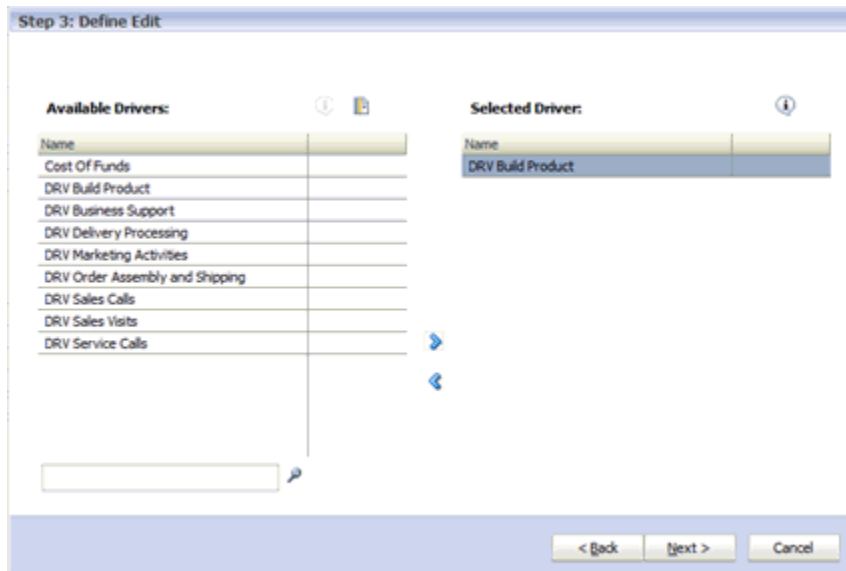 Step 3: Define Edit
Available Drivers:
Name
Cost Of Funds
DRV Build Product
DRV Business Support
DRV Delivery Processing
DRV Marketing Activities
DRV Order Assembly and Shipping
DRV Sales Calls
DRV Sales Visits
DRV Service Calls
Selected Driver:
Name
DRV Build Product
< Back Next > Cancel